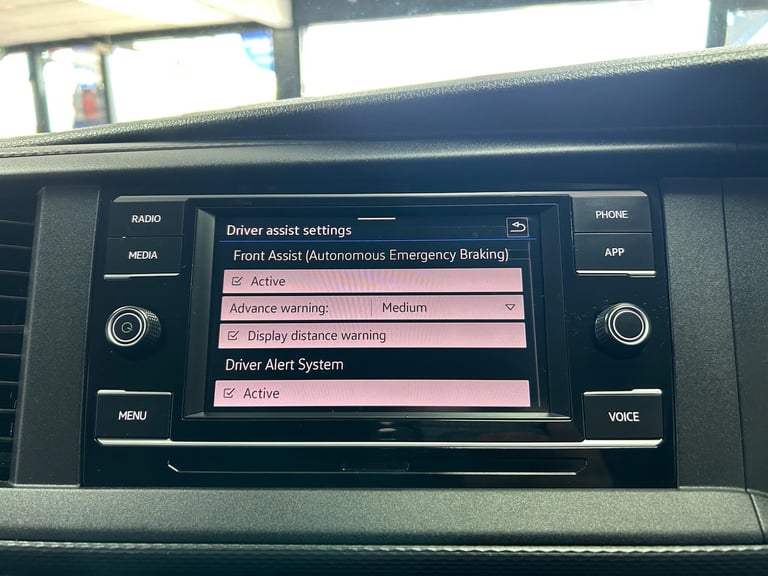 RADIO
MEDIA
MENU
Driver assist settings
Front Assist (Autonomous Emergency Braking)
Active
Advance warning: Medium
Display distance warning
Driver Alert System
Active
PHONE
APP
VOICE